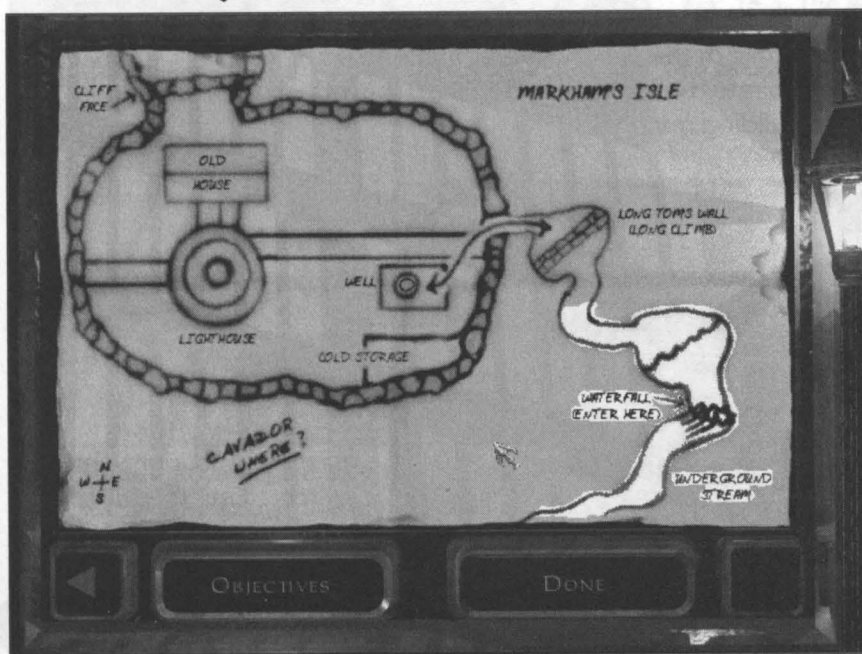 CLIFF
FACE
MARKHAM'S ISLE
OLD
HOUSE
LONG TOM'S WALL
(LONG CLIMB)
WELL
LIGHTHOUSE
COLD STORAGE
WATERFALL
(ENTER HERE)
CAVADOR
WHERE?
N
W E
S
UNDERGROUND
STREAM
OBJECTIVES
DONE